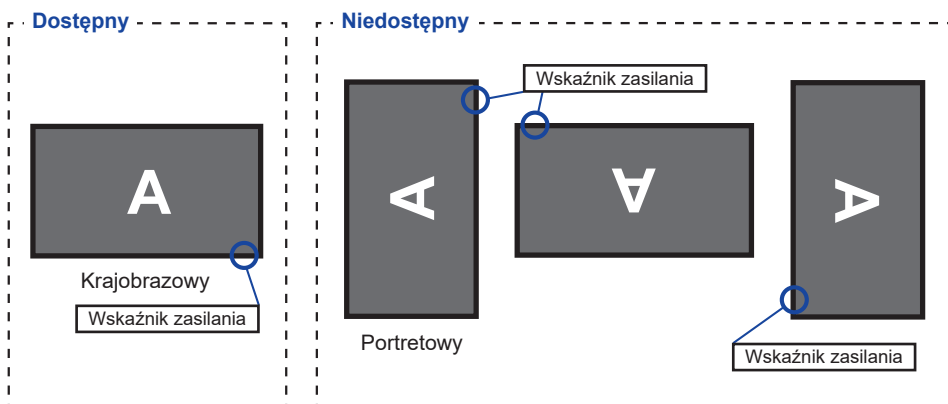 Dostępny
Niedostępny
Wskaźnik zasilania
A
A
A
A
Krajobrazowy
Wskaźnik zasilania
Portretowy
Wskaźnik zasilania